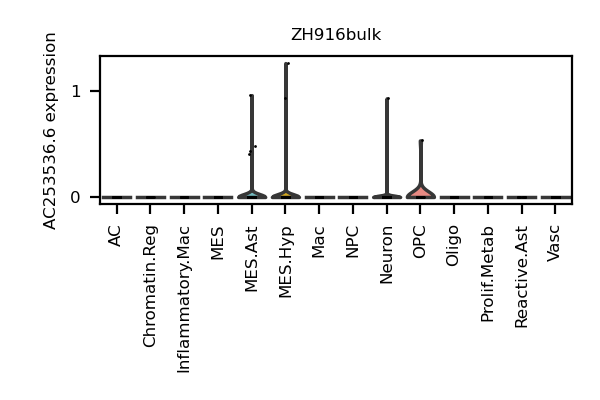 ZH916bulk
AC253536.6 expression
1
0
AC
Chromatin.Reg
Inflammatory.Mac
MES
MES.Ast
MES.Hyp
Mac
NPC
Neuron
OPC
Oligo
Prolif.Metab
Reactive.Ast
Vasc